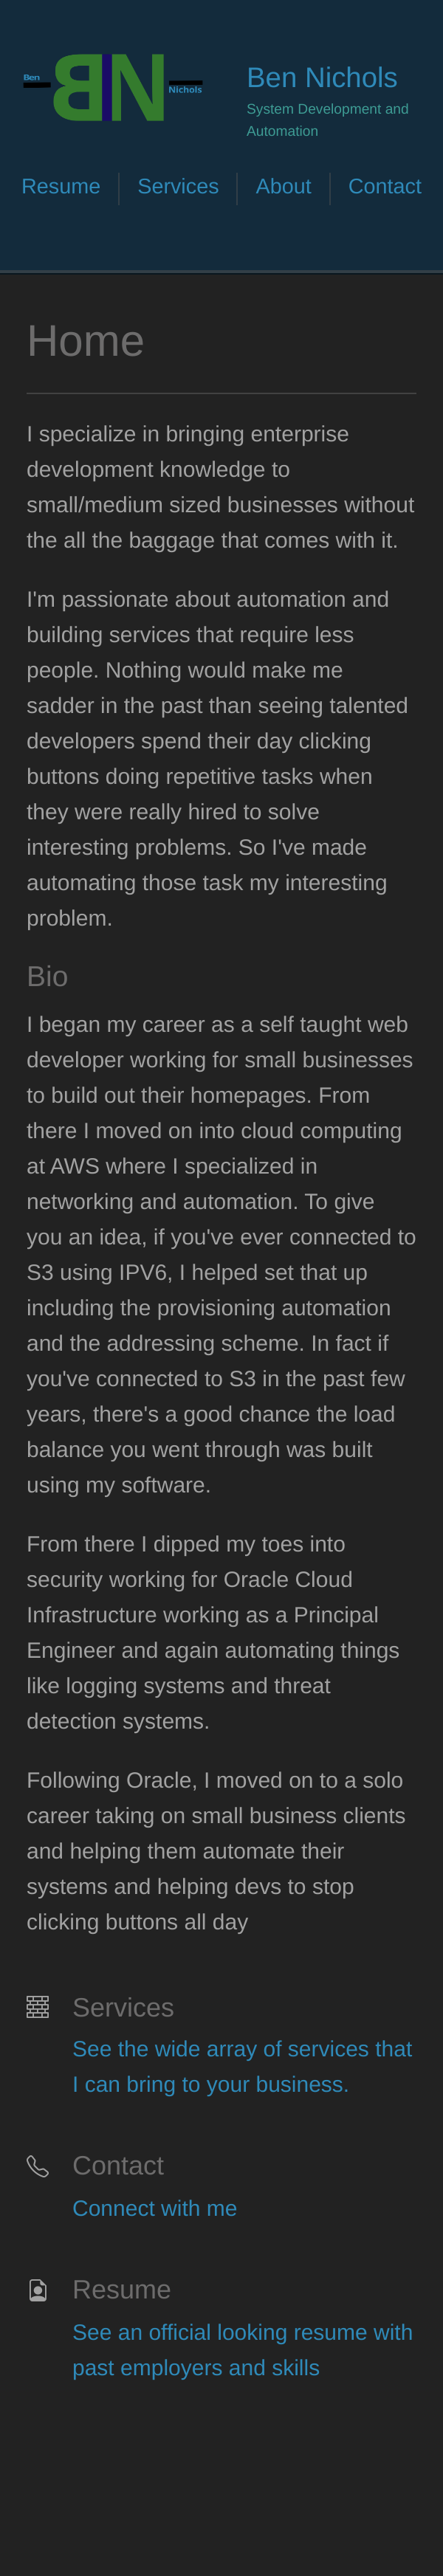 Ben
BN
Nichols
Ben Nichols
System Development and
Automation
Resume
Services
About
Contact
Home
I specialize in bringing enterprise
development knowledge to
small/medium sized businesses without
the all the baggage that comes with it.
I'm passionate about automation and
building services that require less
people. Nothing would make me
sadder in the past than seeing talented
developers spend their day clicking
buttons doing repetitive tasks when
they were really hired to solve
interesting problems. So I've made
automating those task my interesting
problem.
Bio
I began my career as a self taught web
developer working for small businesses
to build out their homepages. From
there I moved on into cloud computing
at AWS where I specialized in
networking and automation. To give
you an idea, if you've ever connected to
S3 using IPV6, I helped set that up
including the provisioning automation
and the addressing scheme. In fact if
you've connected to S3 in the past few
years, there's a good chance the load
balance you went through was built
using my software.
From there I dipped my toes into
security working for Oracle Cloud
Infrastructure working as a Principal
Engineer and again automating things
like logging systems and threat
detection systems.
Following Oracle, I moved on to a solo
career taking on small business clients
and helping them automate their
systems and helping devs to stop
clicking buttons all day
Services
See the wide array of services that
I can bring to your business.
Contact
Connect with me
Resume
See an official looking resume with
past employers and skills